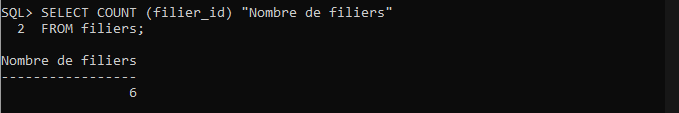 SQL> SELECT COUNT (filier_id) "Nombre de filiers"
  2  FROM filiers;
Nombre de filiers
-----------------
                6